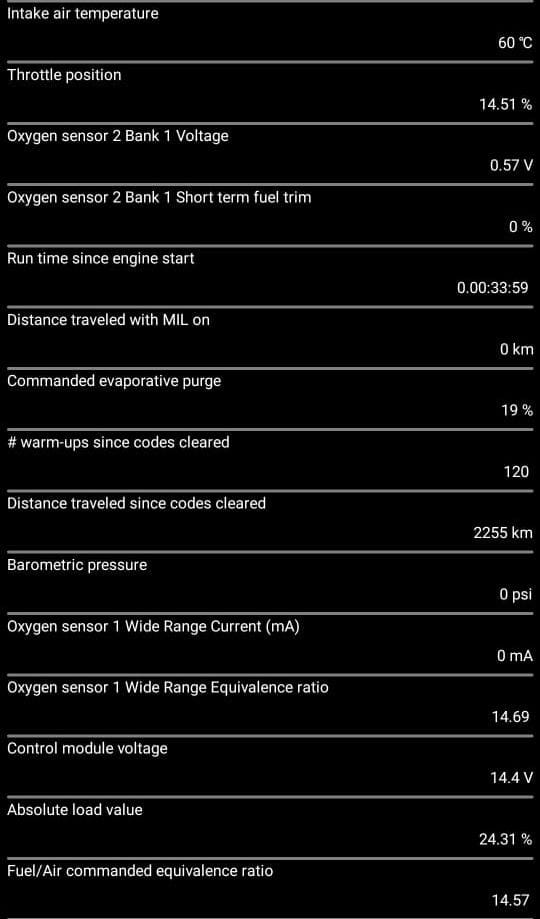 Intake air temperature
60 ℃
Throttle position
14.51 %
Oxygen sensor 2 Bank 1 Voltage
0.57 V
Oxygen sensor 2 Bank 1 Short term fuel trim
0 %
Run time since engine start
0.00:33:59
Distance traveled with MIL on
0 km
Commanded evaporative purge
19 %
# warm-ups since codes cleared
120
Distance traveled since codes cleared
2255 km
Barometric pressure
0 psi
Oxygen sensor 1 Wide Range Current (mA)
0 mA
Oxygen sensor 1 Wide Range Equivalence ratio
14.69
Control module voltage
14.4 V
Absolute load value
24.31 %
Fuel/Air commanded equivalence ratio
14.57